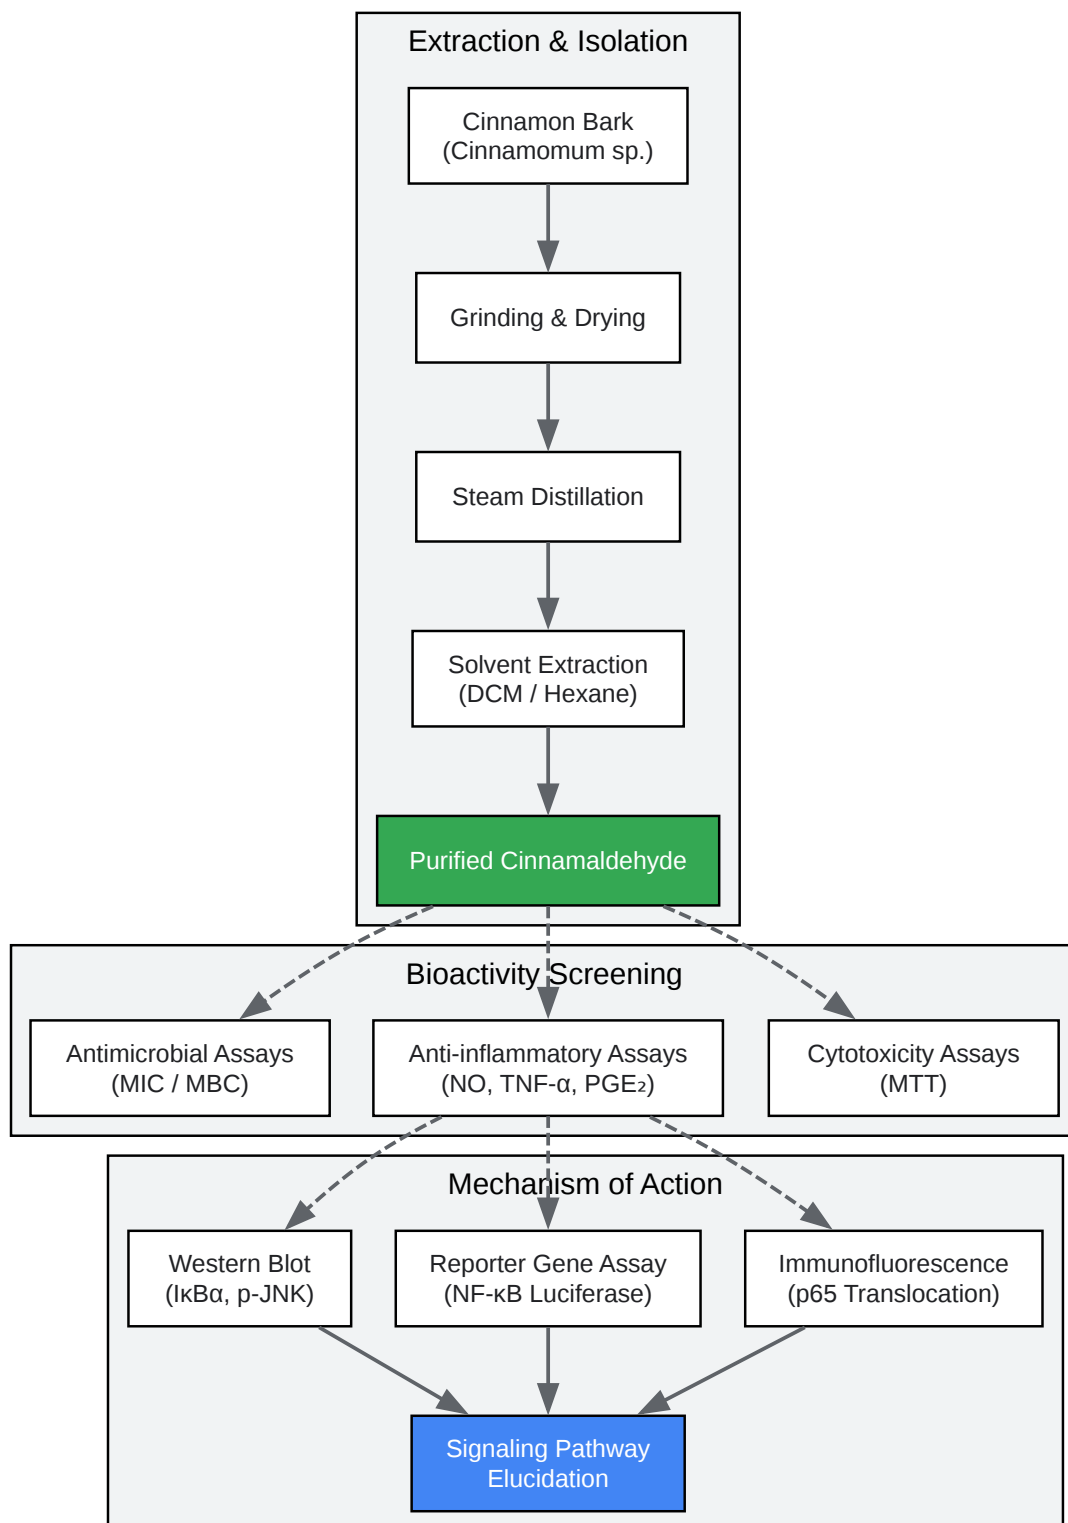 Extraction & Isolation
Cinnamon Bark
(Cinnamomum sp.)
Grinding & Drying
Steam Distillation
Solvent Extraction
(DCM / Hexane)
Purified Cinnamaldehyde
Bioactivity Screening
Antimicrobial Assays
(MIC / MBC)
Anti-inflammatory Assays
(NO, TNF-α, PGE₂)
Cytotoxicity Assays
(MTT)
Mechanism of Action
Western Blot
(IκBα, p-JNK)
Reporter Gene Assay
(NF-κB Luciferase)
Immunofluorescence
(p65 Translocation)
Signaling Pathway
Elucidation